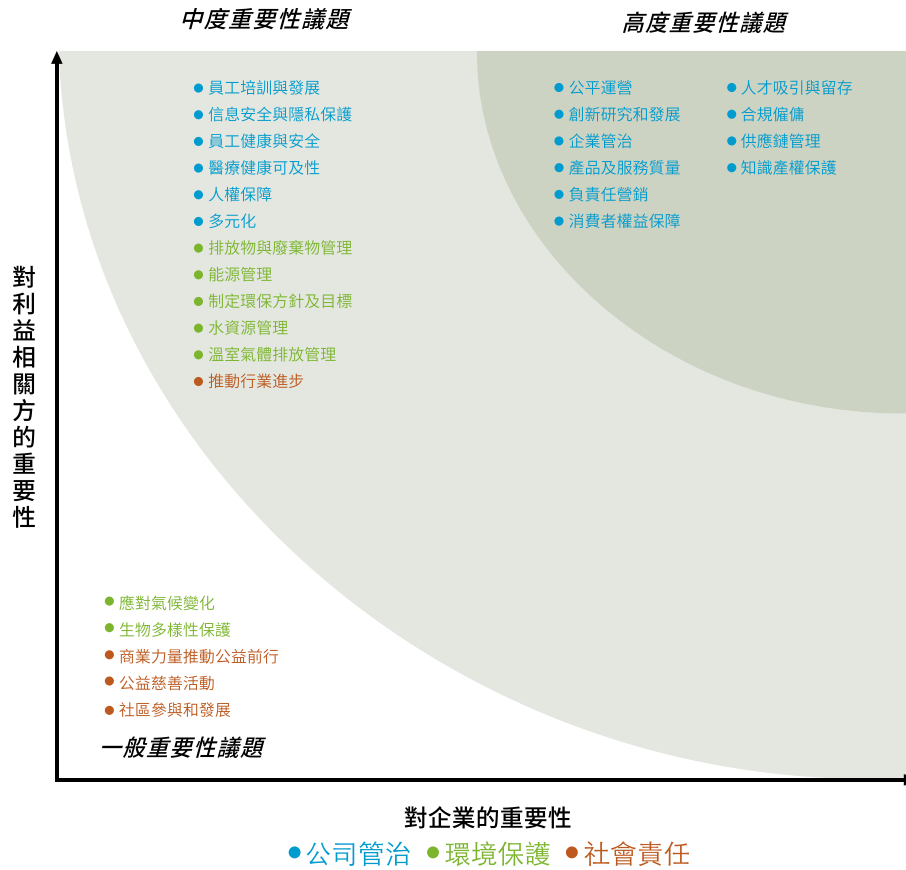 中度重要性議題
高度重要性議題
員工培訓與發展
信息安全與隱私保護
員工健康與安全
醫療健康可及性
人權保障
多元化
排放物與廢棄物管理
能源管理
制定環保方針及目標
水資源管理
溫室氣體排放管理
推動行業進步
公平運營
創新研究和發展
企業管治
產品及服務質量
負責任營銷
消費者權益保障
人才吸引與留存
合規僱傭
供應鏈管理
知識產權保護
對利益相關方的重要性
應對氣候變化
生物多樣性保護
商業力量推動公益前行
公益慈善活動
社區參與和發展
一般重要性議題
對企業的重要性
公司管治 環境保護 社會責任